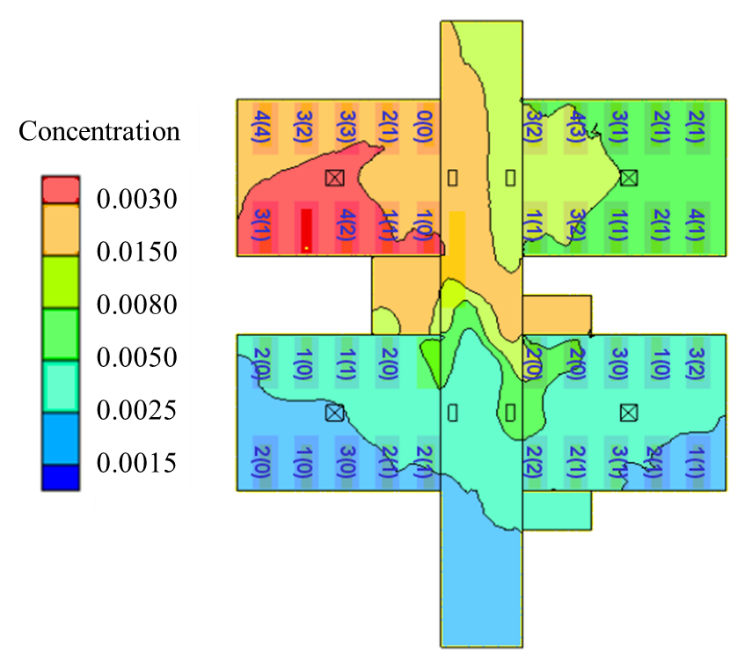 Concentration
0.0030
0.0150
0.0080
0.0050
0.0025
0.0015
4(4) 3(2) 3(3) 2(1) 0(0) 3(2) 4(3) 3(1) 2(1) 2(1)
3(1) 4(2) 1(1) 1(0) 1(1) 3(2) 1(1) 2(1) 4(1)
2(0) 1(0) 1(1) 2(0) 2(0) 2(0) 3(0) 1(0) 3(2)
2(0) 1(0) 3(0) 2(1) 2(1) 2(2) 2(1) 3(1) 2(1) 1(1)